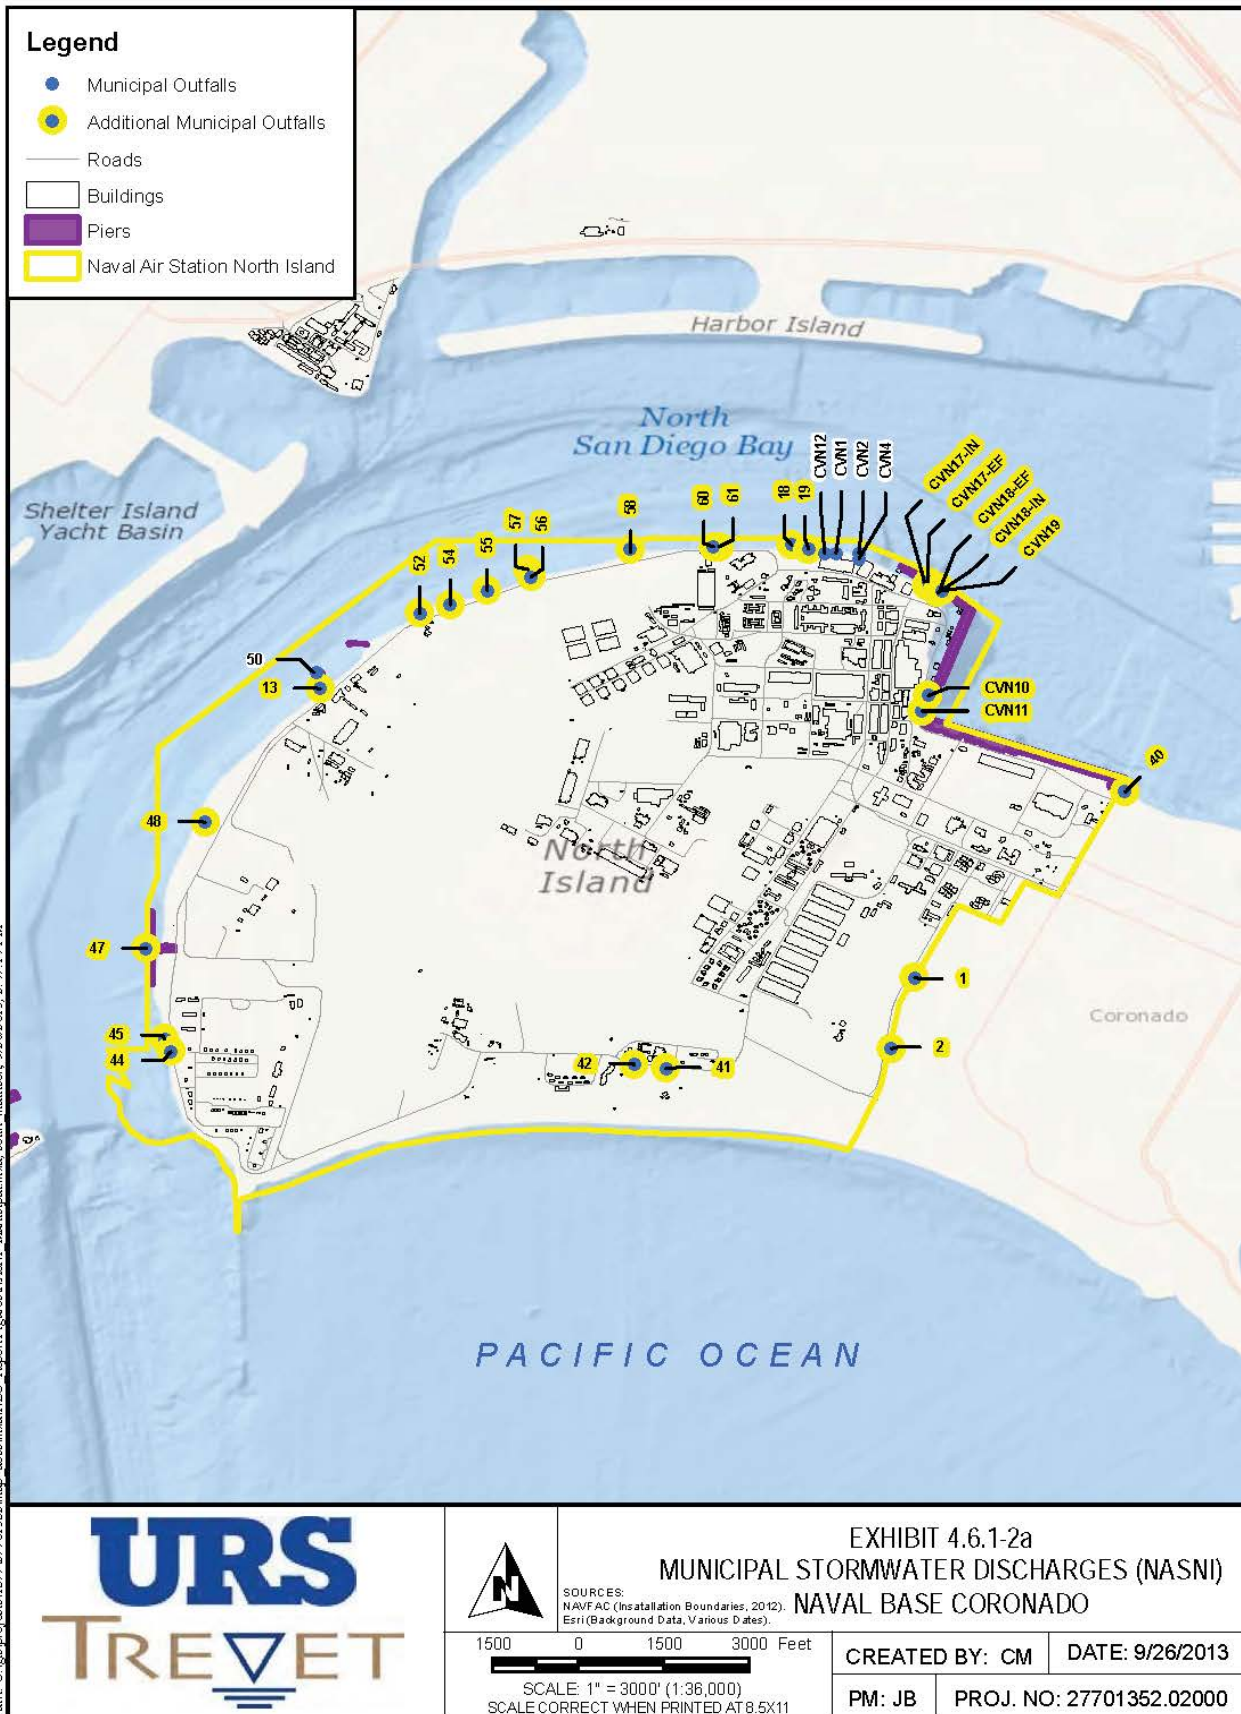 Legend
Municipal Outfalls
Additional Municipal Outfalls
Roads
Buildings
Piers
Naval Air Station North Island
Harbor Island
North
San Diego Bay
Shelter Island
Yacht Basin
CVN12
CVN1
CVN2
CVN4
CVN17-IN
CVN17-EF
CVN18-EF
CVN18-IN
CVN19
18
19
60
61
58
57
56
55
54
52
50
13
CVN10
CVN11
40
48
North
Island
47
1
Coronado
45
44
2
42
41
PACIFIC OCEAN
URS
TREVET
N
EXHIBIT 4.6.1-2a
MUNICIPAL STORMWATER DISCHARGES (NASNI)
NAVAL BASE CORONADO
SOURCES:
NAVFAC (Insatallation Boundaries, 2012).
Esri (Background Data, Various Dates).
1500 0 1500 3000 Feet
SCALE: 1" = 3000' (1:36,000)
SCALE CORRECT WHEN PRINTED AT 8.5X11
CREATED BY: CM
DATE: 9/26/2013
PM: JB
PROJ. NO: 27701352.02000